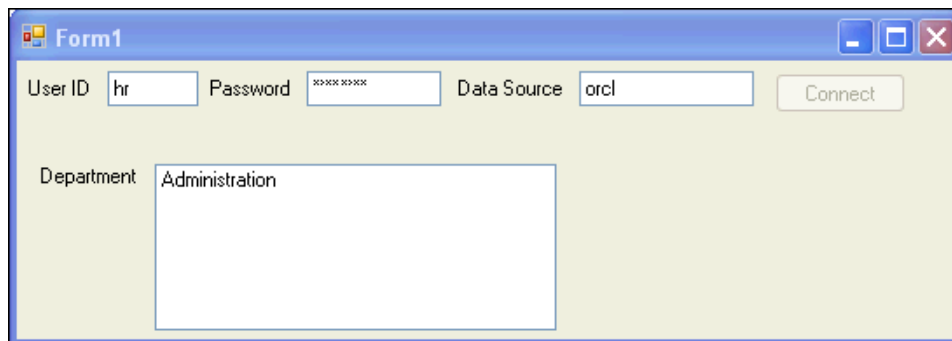 Form1
User ID hr Password ******** Data Source orcl Connect
Department Administration